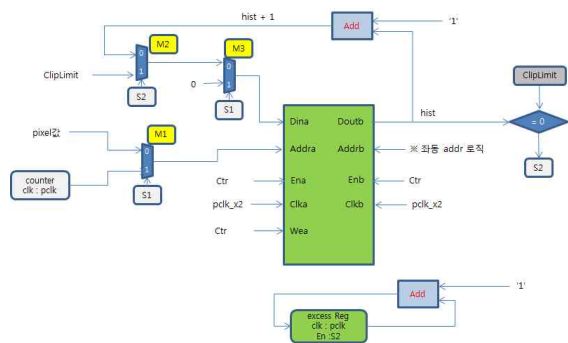 hist + 1
Add
'1'
M2
0
1
M3
0
1
ClipLimit
0
S2
S1
ClipLimit
hist
= 0
S2
Dina
Doutb
pixel값
M1
0
1
Addra
Addrb
※ 좌동 addr 로직
counter
clk : pclk
S1
Ctr
Ena
Enb
Ctr
pclk_x2
Clka
Clkb
pclk_x2
Ctr
Wea
Add
'1'
excess Reg
clk : pclk
En :S2